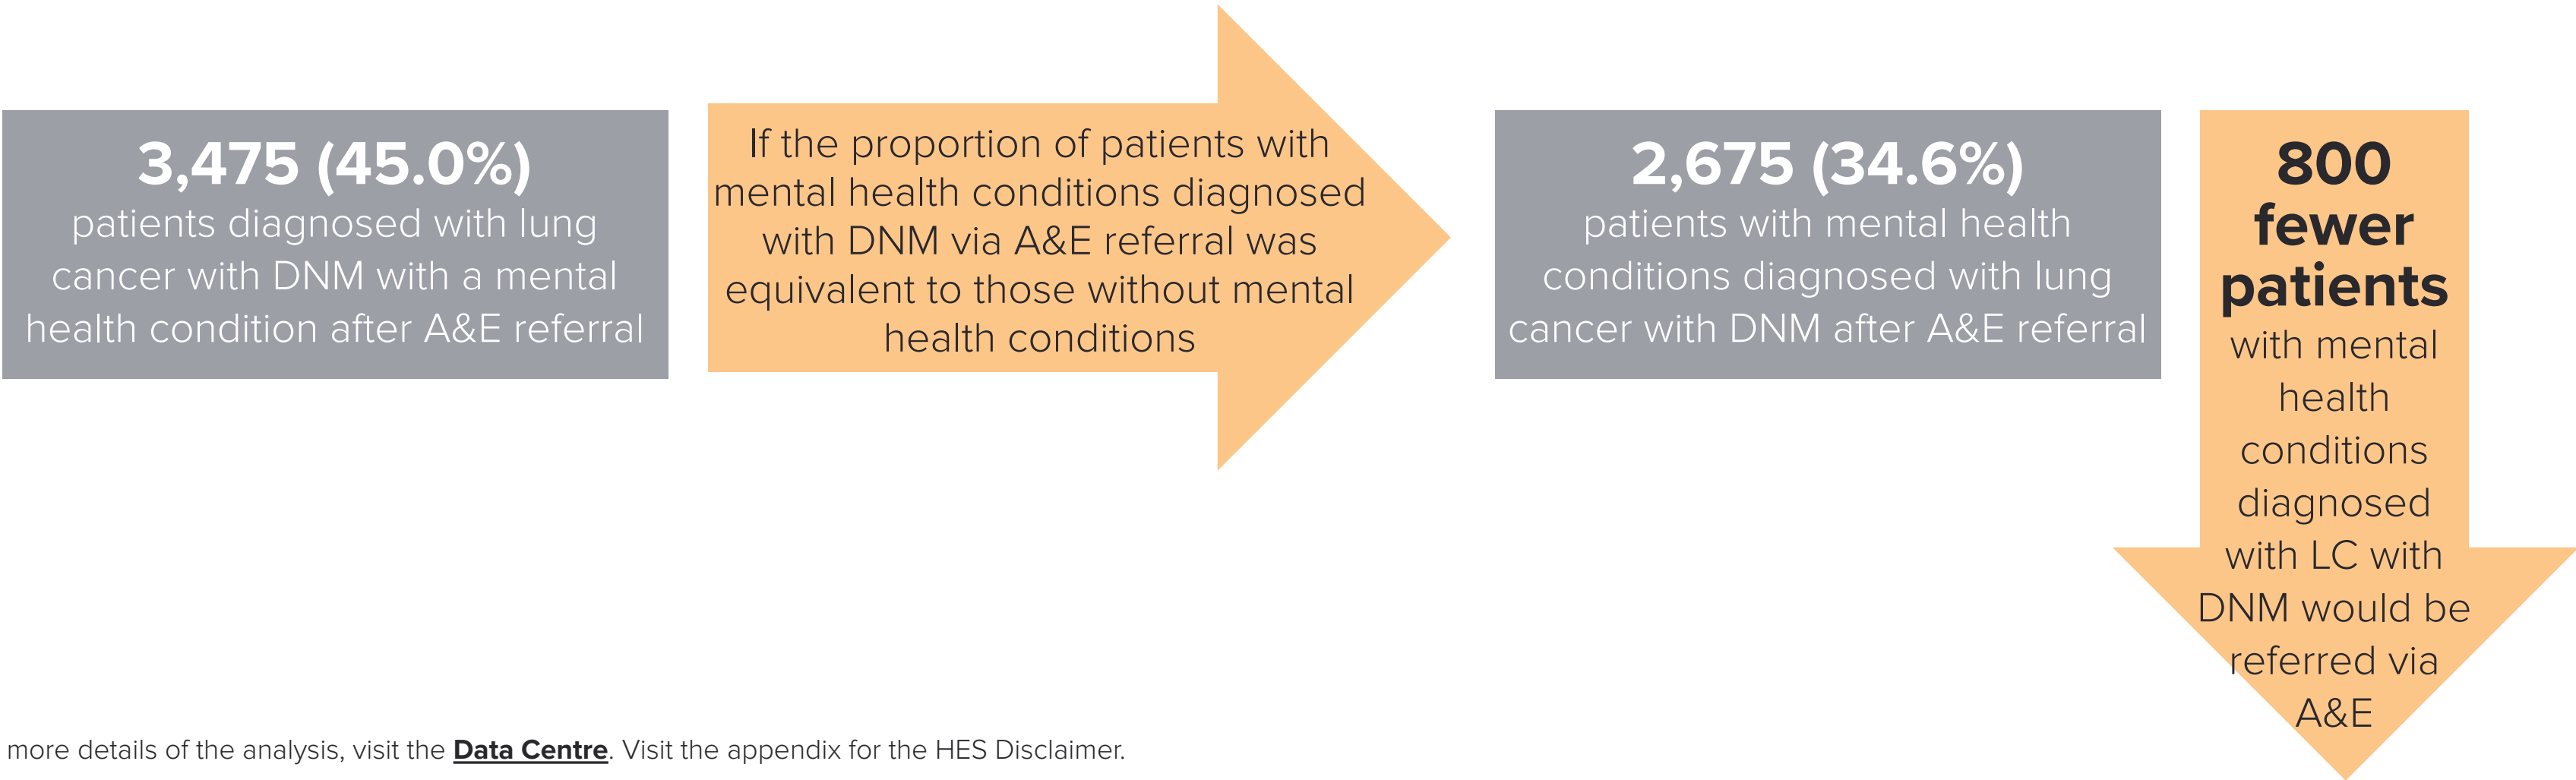 3,475 (45.0%)
patients diagnosed with lung
cancer with DNM with a mental
health condition after A&E referral
If the proportion of patients with
mental health conditions diagnosed
with DNM via A&E referral was
equivalent to those without mental
health conditions
2,675 (34.6%)
patients with mental health
conditions diagnosed with lung
cancer with DNM after A&E referral
800
fewer
patients
with mental
health
conditions
diagnosed
with LC with
DNM would be
referred via
A&E
more details of the analysis, visit the Data Centre. Visit the appendix for the HES Disclaimer.